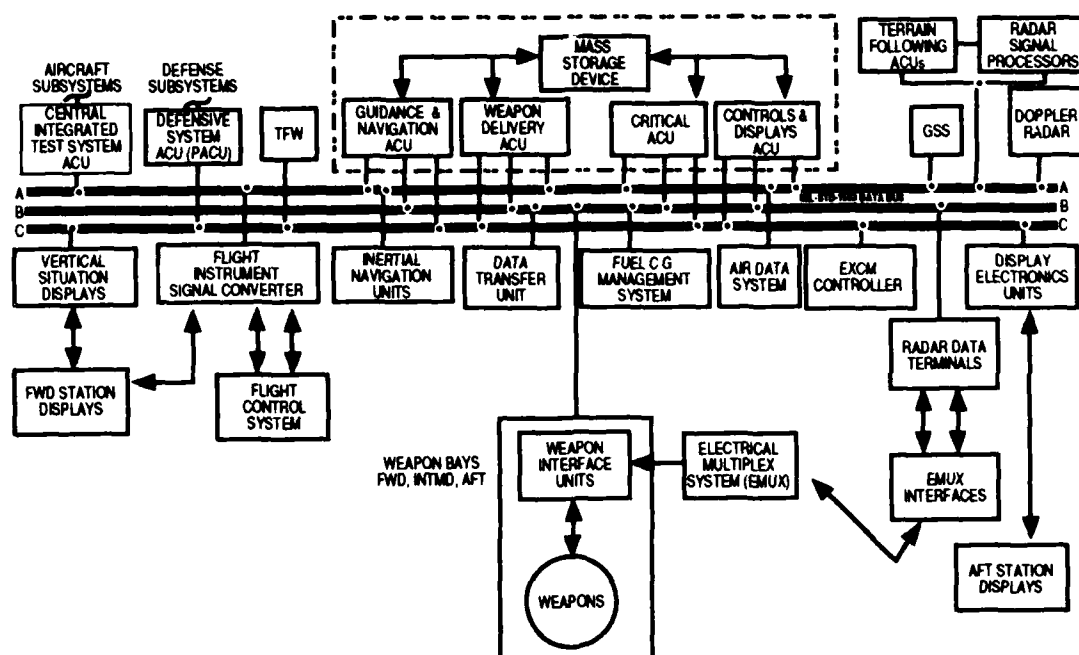 AIRCRAFT
SUBSYSTEMS
CENTRAL
INTEGRATED
TEST SYSTEM
ACU
DEFENSE
SUBSYSTEMS
DEFENSIVE
SYSTEM
ACU (PACU)
TFW
MASS
STORAGE
DEVICE
GUIDANCE &
NAVIGATION
ACU
WEAPON
DELIVERY
ACU
CRITICAL
ACU
CONTROLS &
DISPLAYS
ACU
TERRAIN
FOLLOWING
ACUs
RADAR
SIGNAL
PROCESSORS
GSS
DOPPLER
RADAR
A
B
C
DATA BUS
A
B
C
VERTICAL
SITUATION
DISPLAYS
FLIGHT
INSTRUMENT
SIGNAL CONVERTER
INERTIAL
NAVIGATION
UNITS
DATA
TRANSFER
UNIT
FUEL C G
MANAGEMENT
SYSTEM
AIR DATA
SYSTEM
EXCM
CONTROLLER
DISPLAY
ELECTRONICS
UNITS
FWD STATION
DISPLAYS
FLIGHT
CONTROL
SYSTEM
RADAR DATA
TERMINALS
WEAPON BAYS
FWD, INTMD, AFT
WEAPON
INTERFACE
UNITS
ELECTRICAL
MULTIPLEX
SYSTEM (EMUX)
EMUX
INTERFACES
WEAPONS
AFT STATION
DISPLAYS